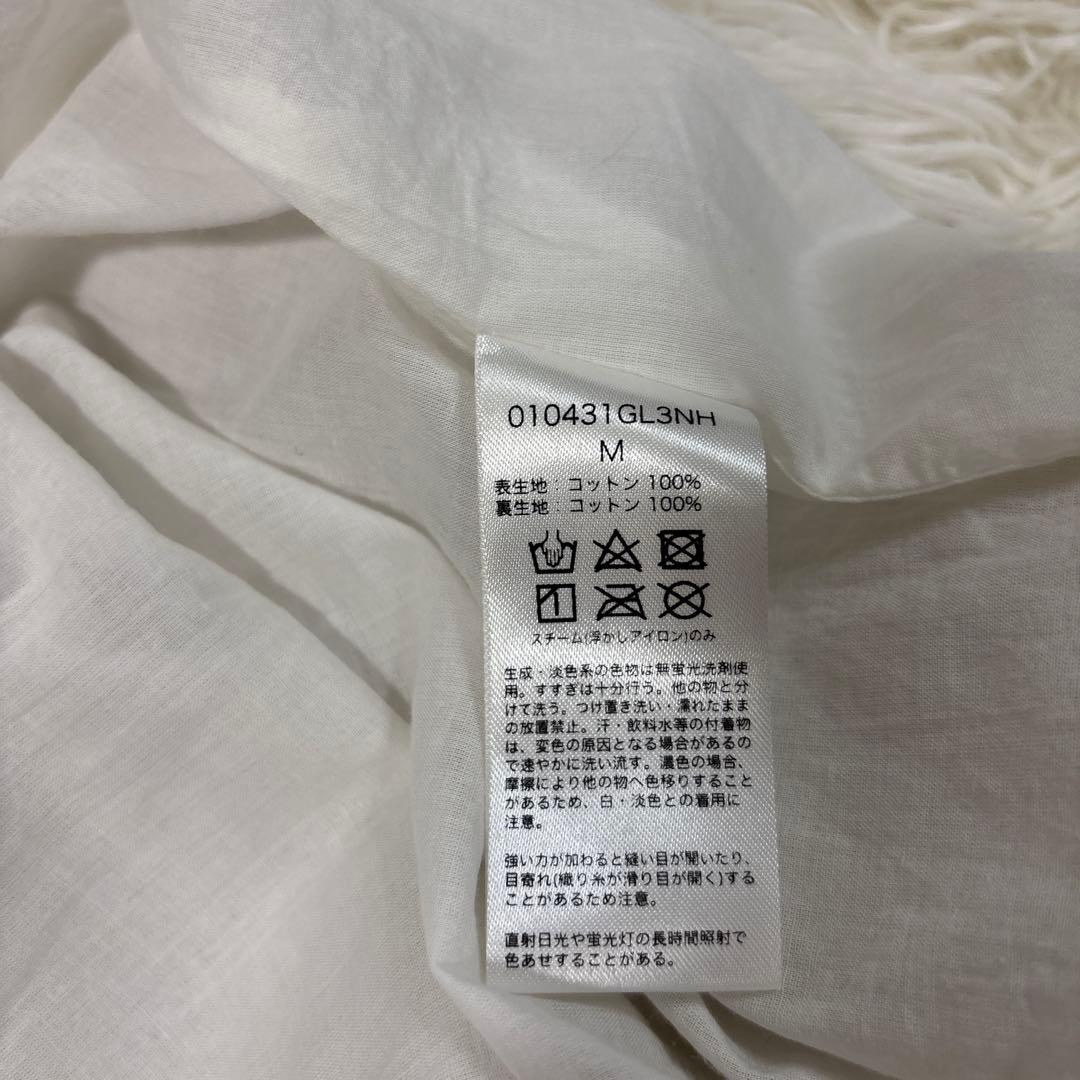 010431GL3NH
M
表生地：コットン 100%
裏生地：コットン 100%
スチーム(浮かしアイロン)のみ
生成・淡色系の色物は無蛍光洗剤使
用。すすぎは十分行う。他の物と分
けて洗う。つけ置き洗い・濡れたまま
の放置禁止。汗・飲料水等の付着物
は、変色の原因となる場合があるの
で速やかに洗い流す。濃色の場合、
摩擦により他の物へ色移りすること
があるため、白・淡色との着用に
注意。
強い力が加わると縫い目が開いたり、
目寄れ(織り糸が滑り目が開く)する
ことがあるため注意。
直射日光や蛍光灯の長時間照射で
色あせすることがある。